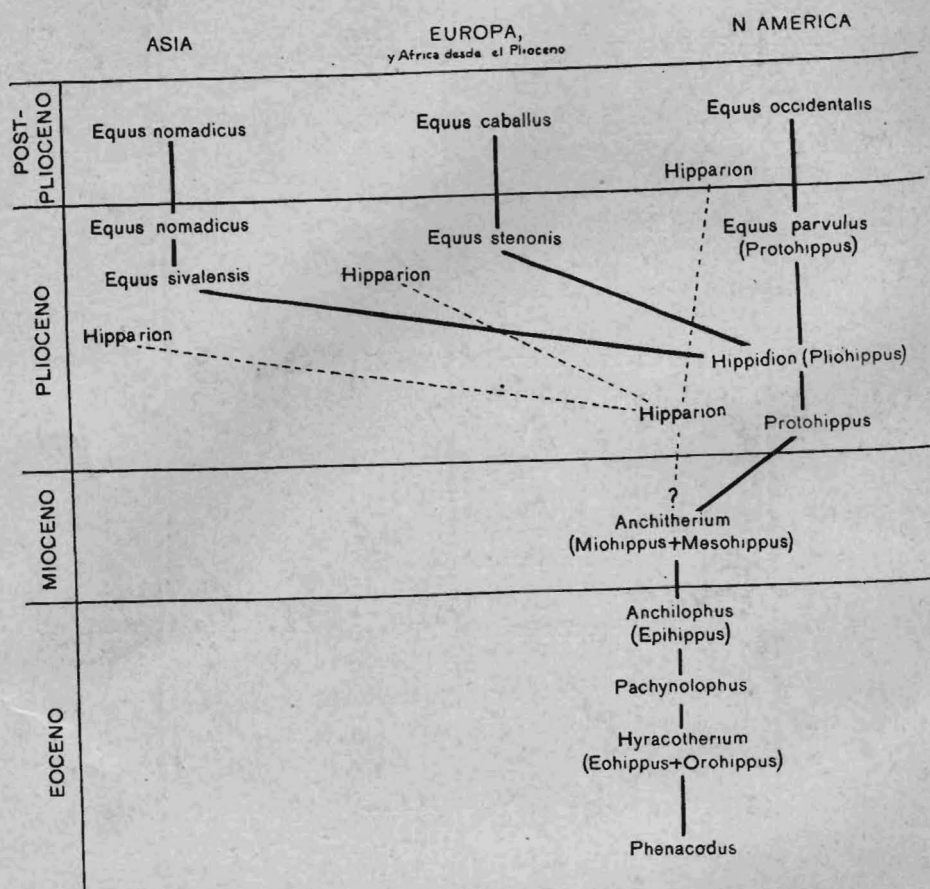 ASIA
EUROPA,
y Africa desde el Plioceno
N AMERICA
POST-
PLIOCENO
Equus nomadicus
Equus caballus
Equus occidentalis
Hipparion
PLIOCENO
Equus nomadicus
Equus stenonis
Equus parvulus
(Protohippus)
Equus sivalensis
Hipparion
Hipparion
Hippidion (Pliohippus)
Hipparion
Protohippus
MIOCENO
?
Anchitherium
(Miohippus+Mesohippus)
EOCENO
Anchilophus
(Epihippus)
Pachynolophus
Hyracotherium
(Eohippus+Orohippus)
Phenacodus